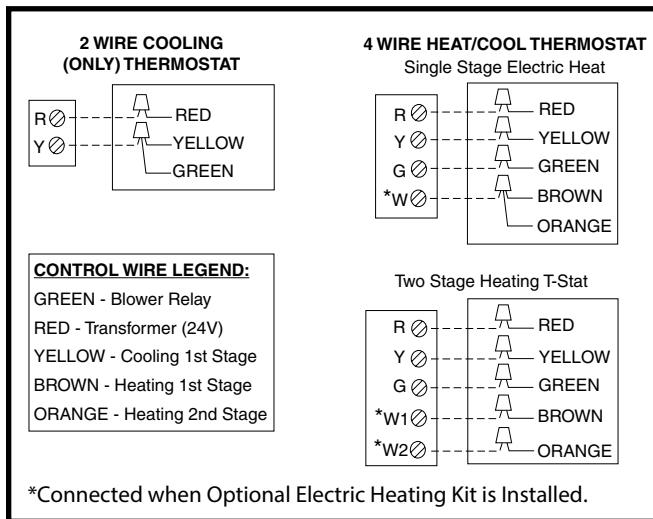 2 WIRE COOLING
(ONLY) THERMOSTAT
R
Y
RED
YELLOW
GREEN
CONTROL WIRE LEGEND:
GREEN - Blower Relay
RED - Transformer (24V)
YELLOW - Cooling 1st Stage
BROWN - Heating 1st Stage
ORANGE - Heating 2nd Stage
4 WIRE HEAT/COOL THERMOSTAT
Single Stage Electric Heat
R
Y
G
*W
RED
YELLOW
GREEN
BROWN
ORANGE
Two Stage Heating T-Stat
R
Y
G
*W1
*W2
RED
YELLOW
GREEN
BROWN
ORANGE
*Connected when Optional Electric Heating Kit is Installed.